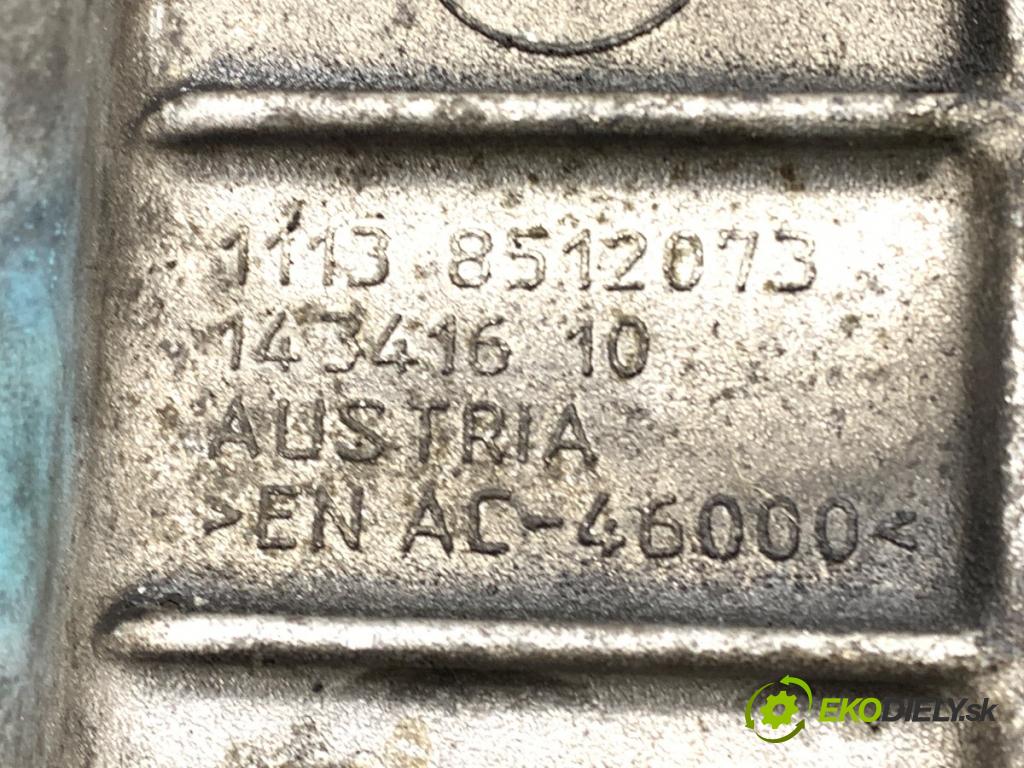 1113 8512073
143416 10
AUSTRIA
>EN AC-46000<
EKODIELY.sk